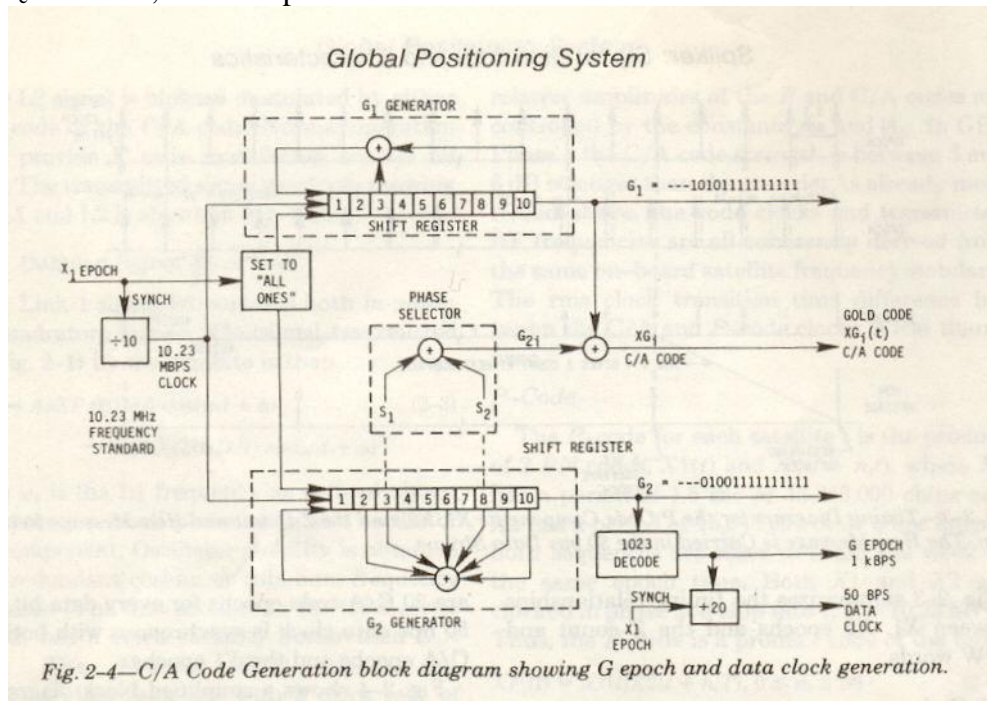 Global Positioning System
G1 GENERATOR
1 2 3 4 5 6 7 8 9 10
SHIFT REGISTER
G1 = ---10101111111111
X1 EPOCH
SYNCH
÷10
10.23
MBPS
CLOCK
10.23 MHz
FREQUENCY
STANDARD
SET TO
"ALL
ONES"
PHASE
SELECTOR
S1
S2
G2i
XGi
C/A CODE
GOLD CODE
XGi(t)
C/A CODE
SHIFT REGISTER
1 2 3 4 5 6 7 8 9 10
G2 GENERATOR
G2 = ---01001111111111
1023
DECODE
G EPOCH
1 kBPS
SYNCH
X1
EPOCH
÷20
50 BPS
DATA
CLOCK
Fig. 2-4—C/A Code Generation block diagram showing G epoch and data clock generation.